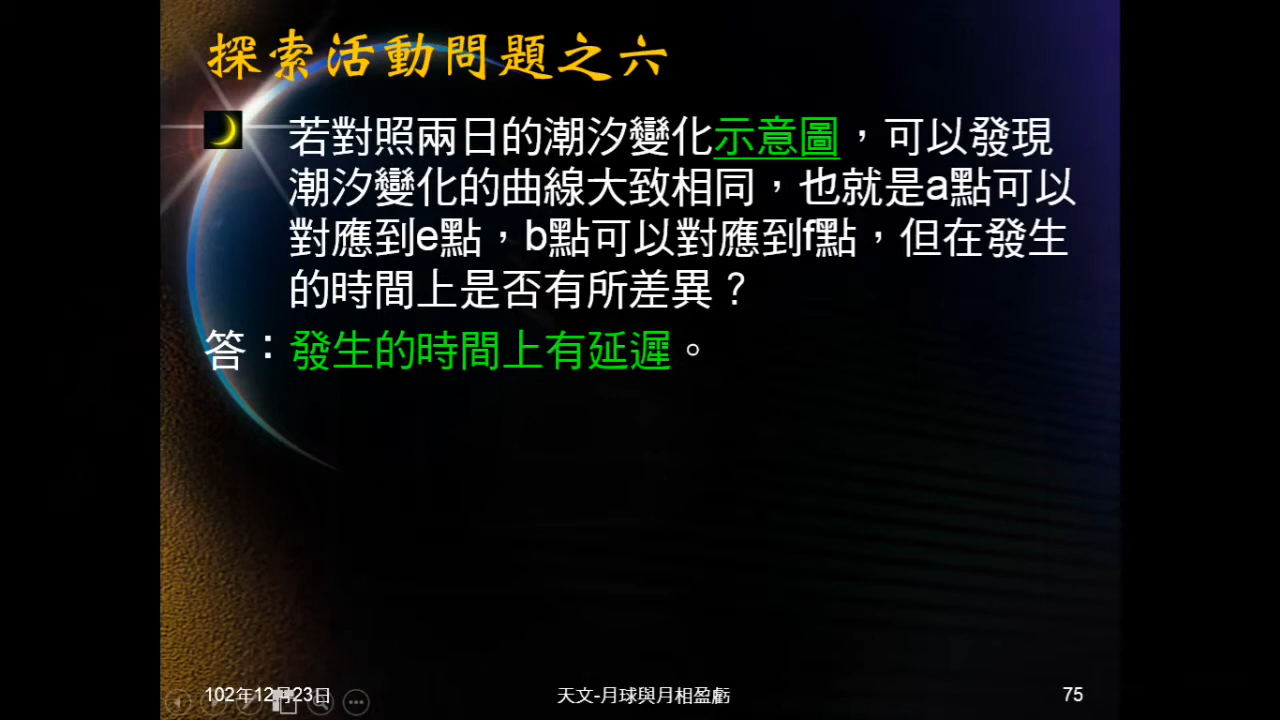 探索活動問題之六
若對照兩日的潮汐變化示意圖，可以發現
潮汐變化的曲線大致相同，也就是a點可以
對應到e點，b點可以對應到f點，但在發生
的時間上是否有所差異？
答：發生的時間上有延遲。
102年12月23日
天文-月球與月相盈虧
75